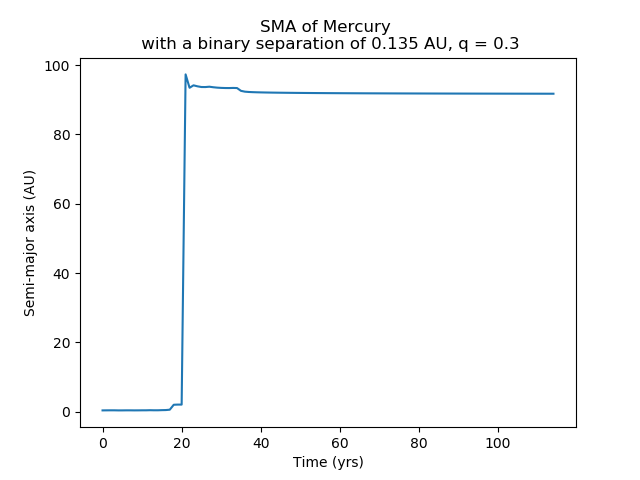 SMA of Mercury
with a binary separation of 0.135 AU, q = 0.3
Semi-major axis (AU)
100
80
60
40
20
0
0 20 40 60 80 100
Time (yrs)